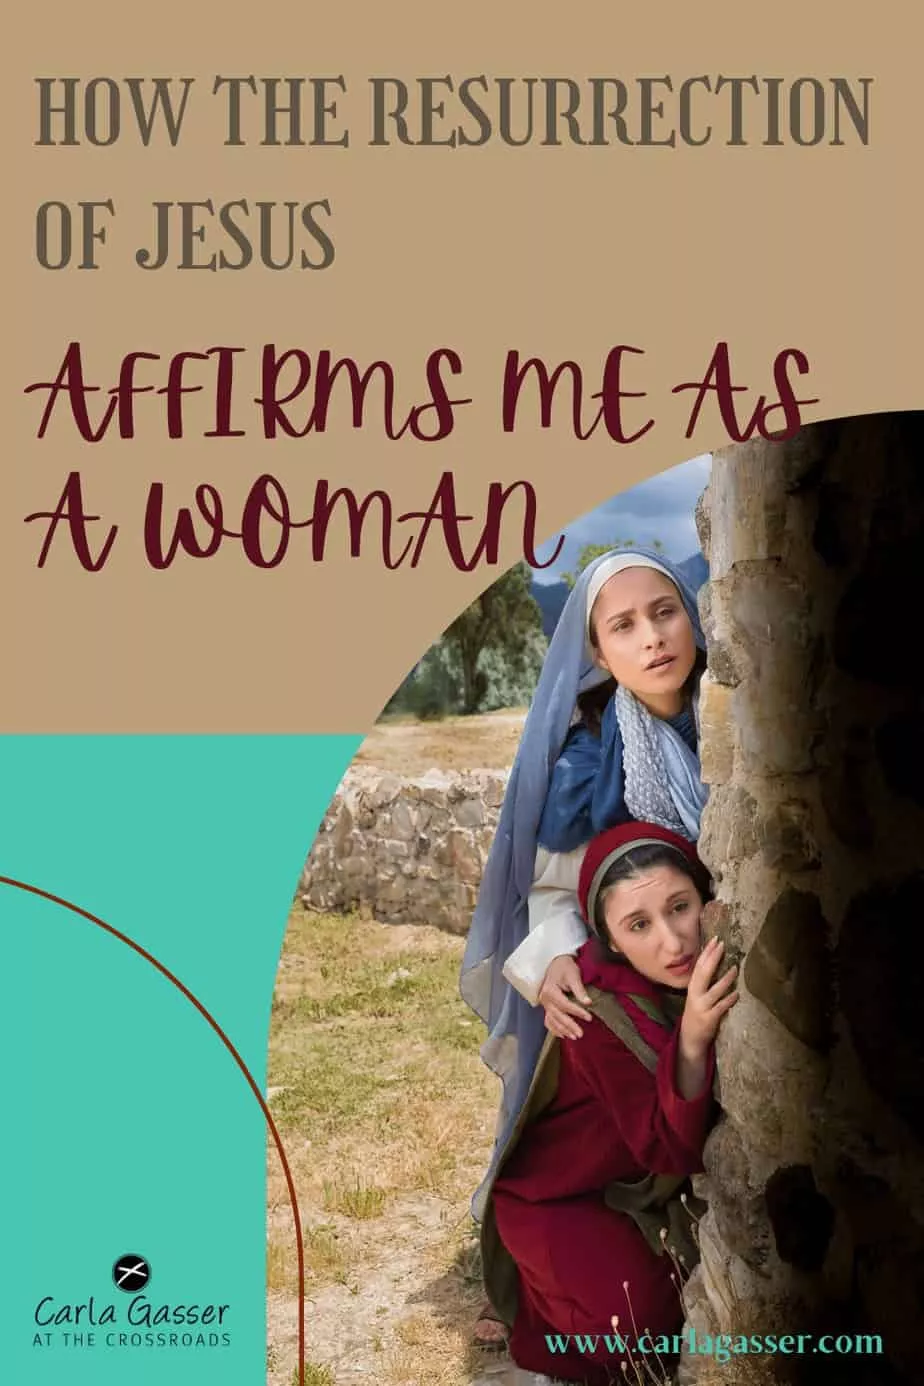 HOW THE RESURRECTION
OF JESUS
AFFIRMS ME AS
A WOMAN
Carla Gasser
AT THE CROSSROADS
www.carlagasser.com